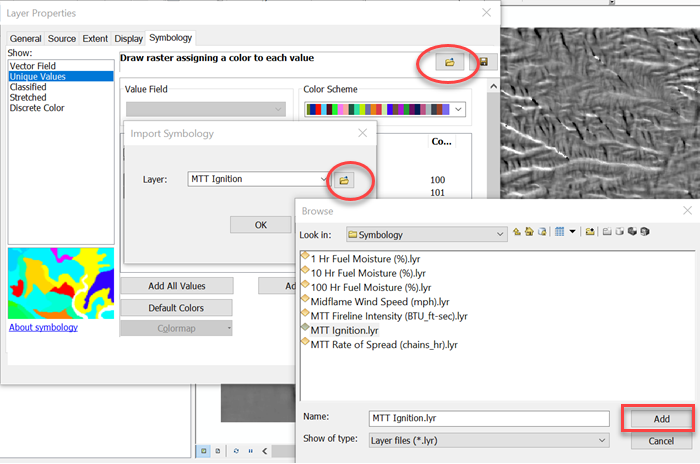 Layer Properties
General Source Extent Display Symbology
Show:
Vector Field
Unique Values
Classified
Stretched
Discrete Color
About symbology
Draw raster assigning a color to each value
Value Field
Color Scheme
Co...
100
101
Import Symbology
Layer: MTT Ignition
OK
Add All Values
Default Colors
Colormap
Browse
Look in: Symbology
1 Hr Fuel Moisture (%).lyr
10 Hr Fuel Moisture (%).lyr
100 Hr Fuel Moisture (%).lyr
Midflame Wind Speed (mph).lyr
MTT Fireline Intensity (BTU_ft-sec).lyr
MTT Ignition.lyr
MTT Rate of Spread (chains_hr).lyr
Name: MTT Ignition.lyr Add
Show of type: Layer files (*.lyr) Cancel